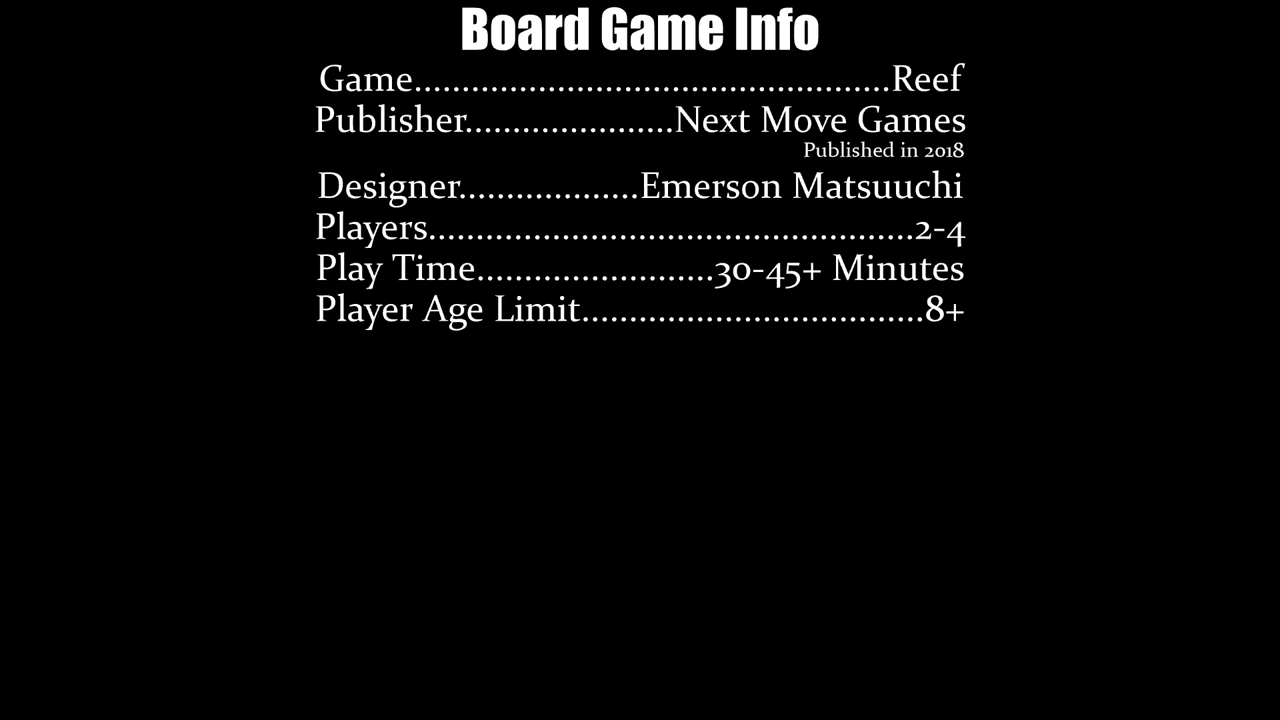 Board Game Info
Game..................................................Reef
Publisher......................Next Move Games
Published in 2018
Designer...................Emerson Matsuuchi
Players...................................................2-4
Play Time.........................30-45+ Minutes
Player Age Limit....................................8+